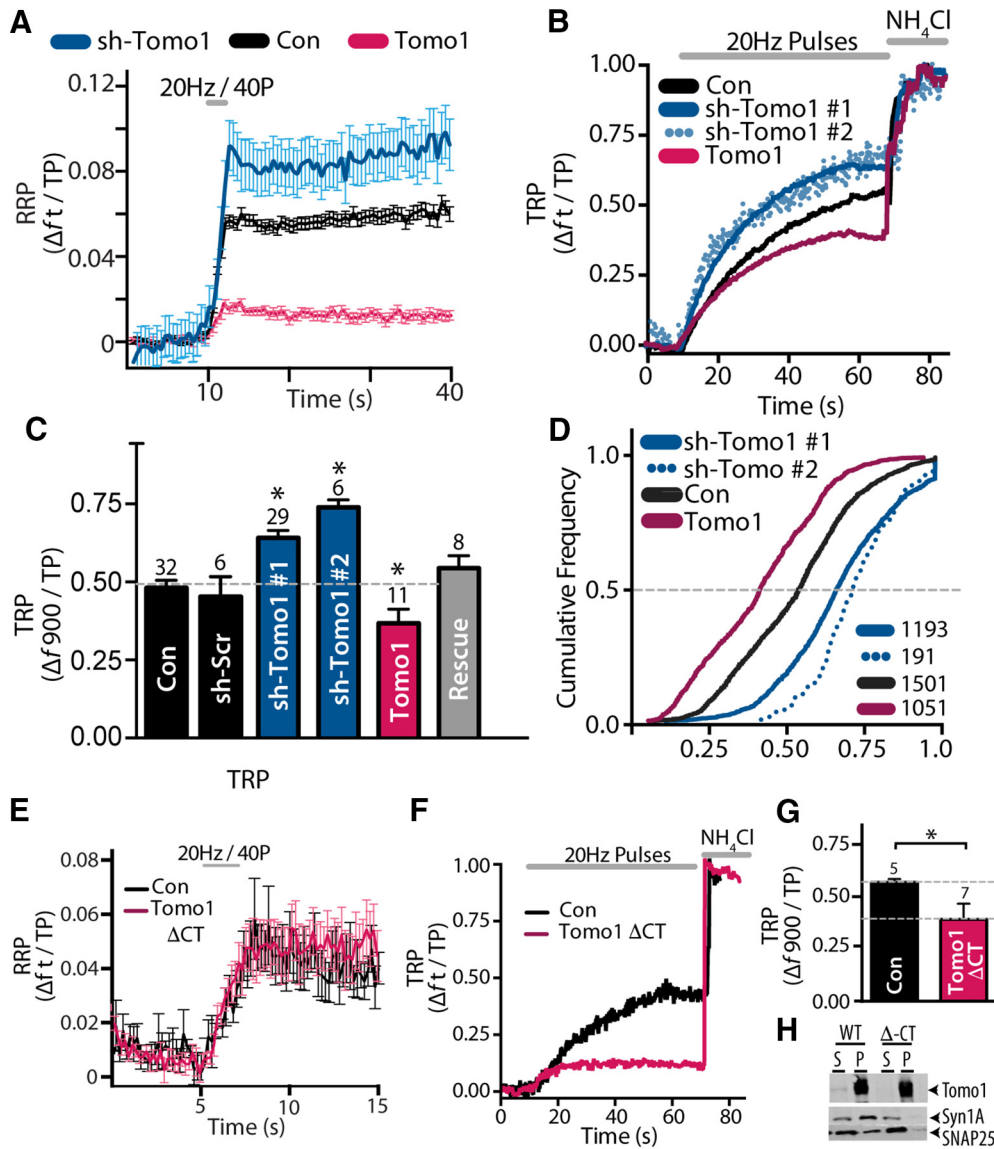 A
sh-Tomo1 Con Tomo1
20Hz / 40P
0.12
0.08
0.04
0
RRP
(Δft / TP)
10 Time (s) 40
B
NH4Cl
20Hz Pulses
Con
sh-Tomo1 #1
sh-Tomo1 #2
Tomo1
1.00
0.75
0.50
0.25
0.00
TRP
(Δft / TP)
0 20 40 60 80
Time (s)
C
0.75
0.50
0.25
0.00
TRP
(Δf900 / TP)
* * *
32 6 29 6 11 8
Con sh-Scr sh-Tomo1 #1 sh-Tomo1 #2 Tomo1 Rescue
TRP
D
sh-Tomo1 #1
sh-Tomo #2
Con
Tomo1
1.0
0.5
0.0
Cumulative Frequency
1193
191
1501
1051
0.25 0.50 0.75 1.0
E
20Hz / 40P
Con
Tomo1
ΔCT
0.08
0.06
0.04
0.02
0
RRP
(Δft / TP)
5 10 15
Time (s)
F
NH4Cl
20Hz Pulses
Con
Tomo1 ΔCT
1.00
0.75
0.50
0.25
0.00
TRP
(Δft / TP)
0 20 40 60 80
Time (s)
G
*
5 7
0.75
0.50
0.25
0.00
TRP
(Δf900 / TP)
Con Tomo1 ΔCT
H
WT Δ-CT
S P S P
Tomo1
Syn1A
SNAP25